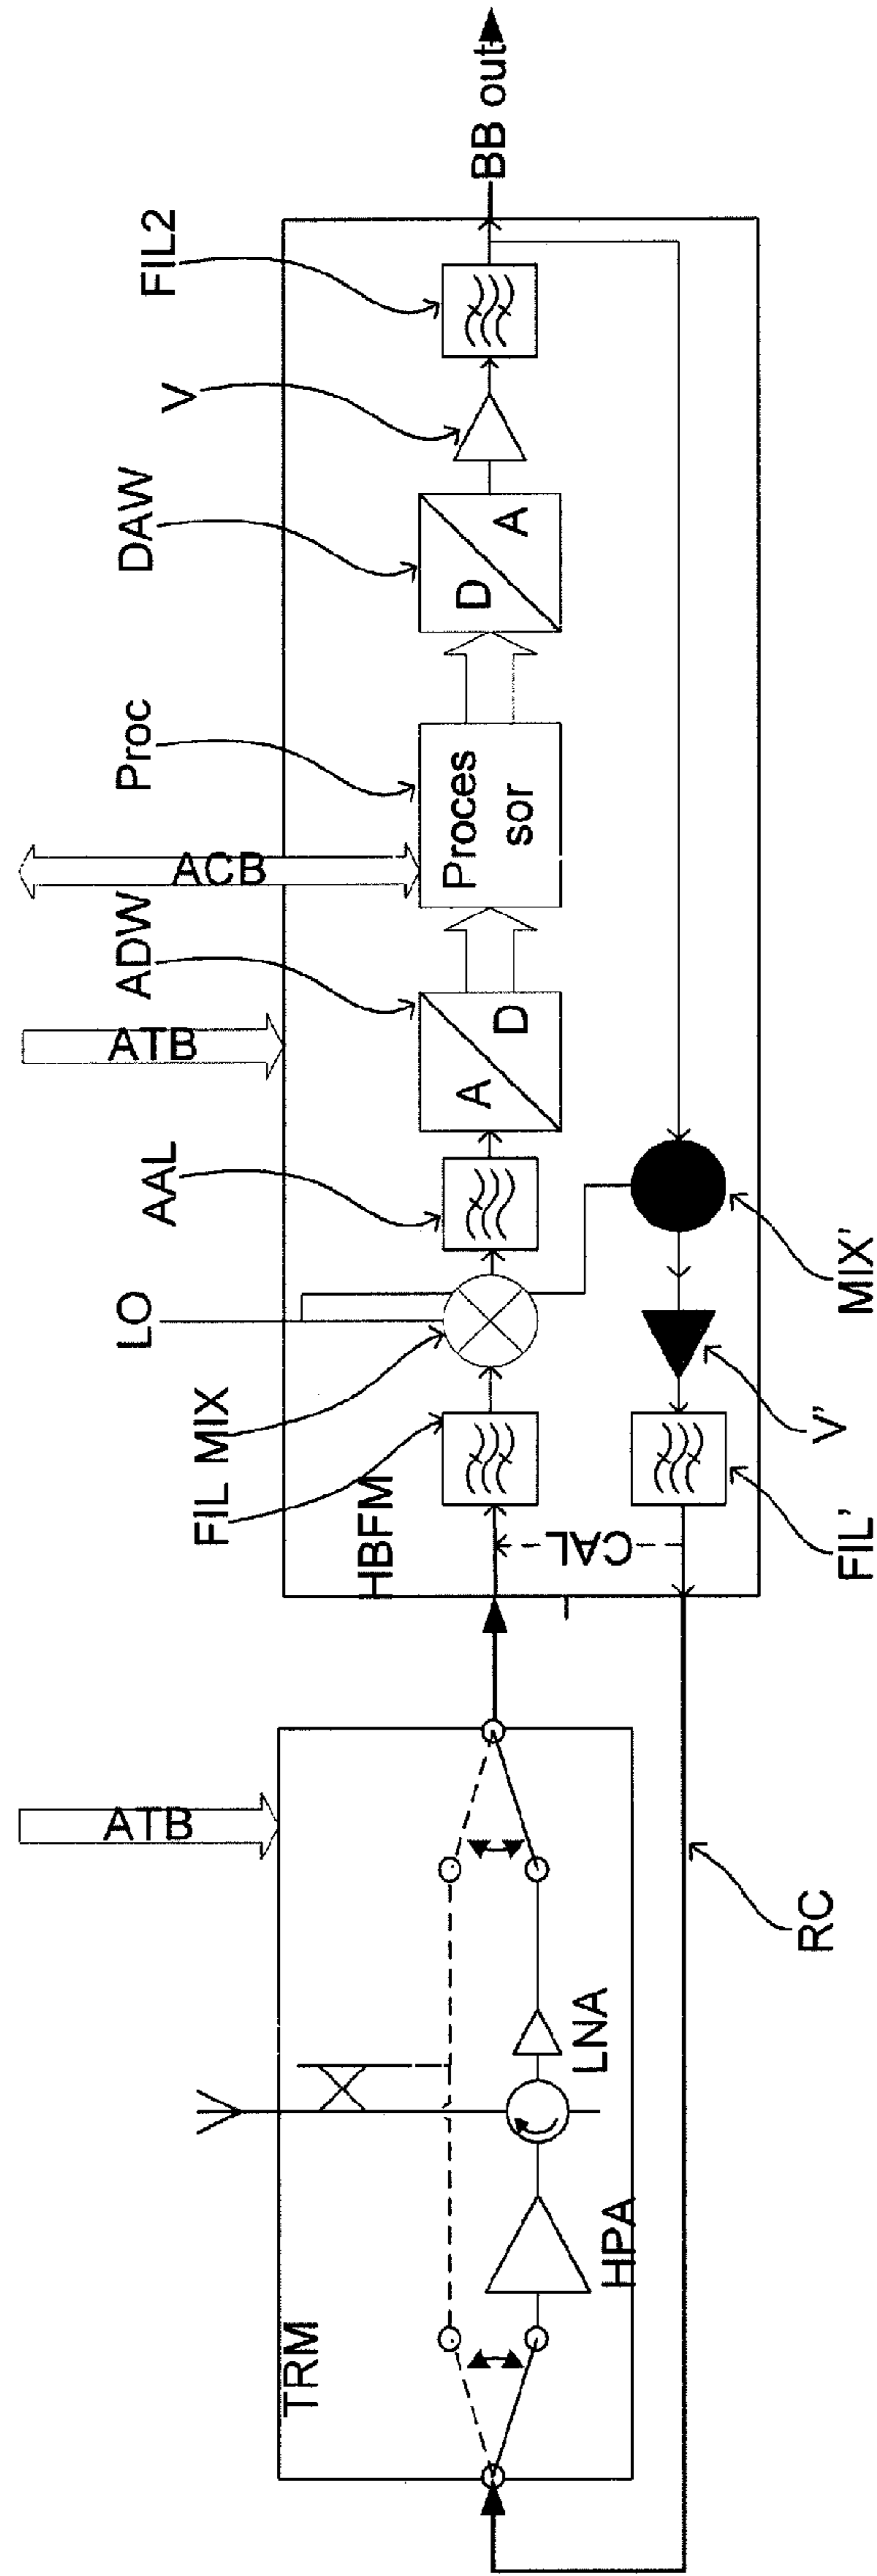 TRM
ATB
HPA
LNA
RC
HBFM
CAL
FIL
MIX
LO
AAL
ATB
ADW
ACB
Proc
DAW
V
FIL2
A
D
Proces
sor
D
A
BB out
FIL'
V'
MIX'